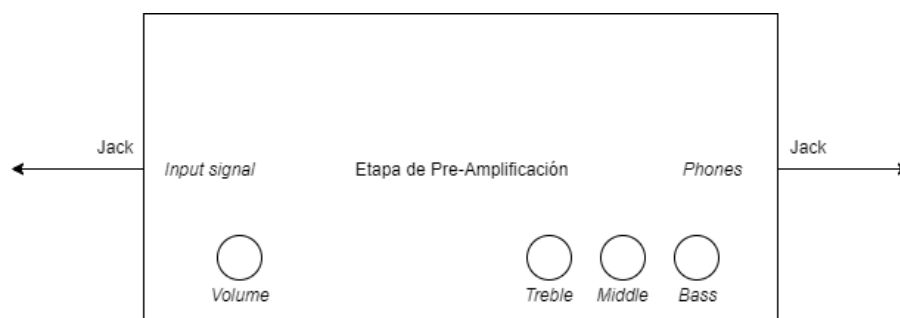 Jack
Jack
Input signal
Etapa de Pre-Amplificación
Phones
Volume
Treble
Middle
Bass